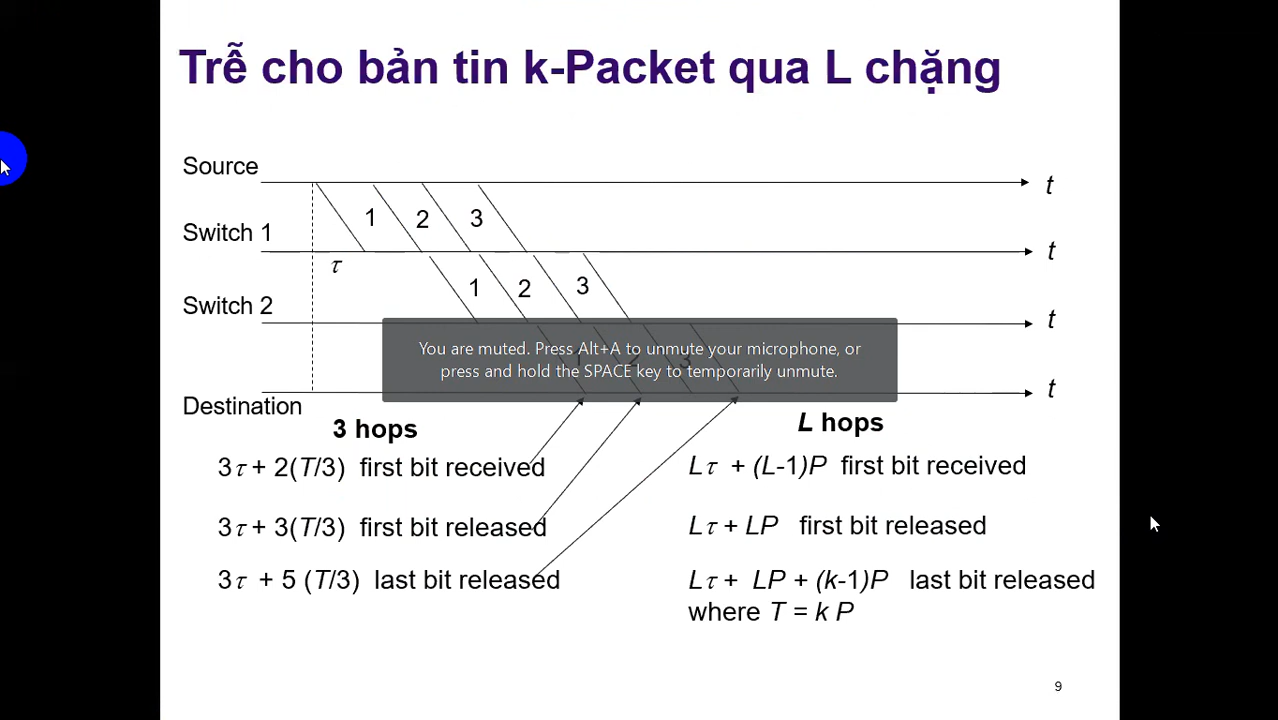 Trễ cho bản tin k-Packet qua L chặng
Source
t
1 2 3
Switch 1
t
τ
1 2 3
Switch 2
t
You are muted. Press Alt+A to unmute your microphone, or
press and hold the SPACE key to temporarily unmute.
1 2 3
t
Destination
3 hops
L hops
3τ + 2(T/3) first bit received
Lτ + (L-1)P first bit received
3τ + 3(T/3) first bit released
Lτ + LP first bit released
3τ + 5 (T/3) last bit released
Lτ + LP + (k-1)P last bit released
where T = k P
9